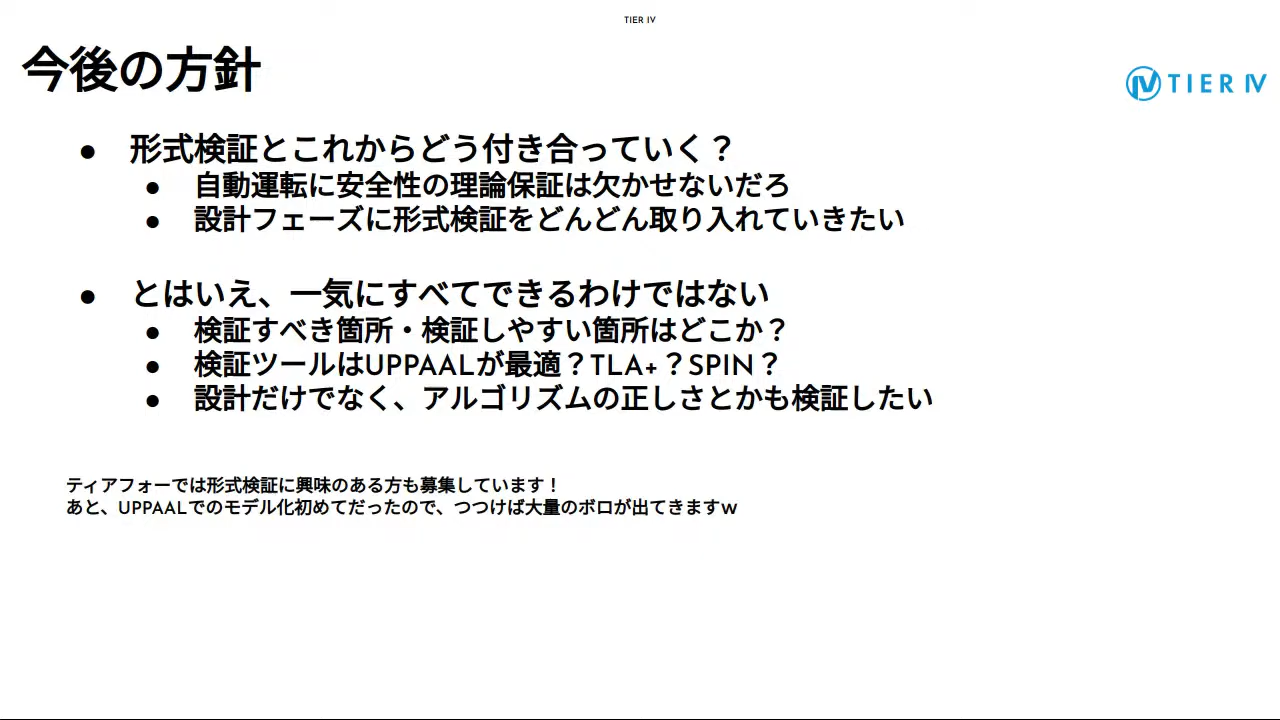 TIER IV
今後の方針
TIER IV
● 形式検証とこれからどう付き合っていく？
● 自動運転に安全性の理論保証は欠かせないだろ
● 設計フェーズに形式検証をどんどん取り入れていきたい
● とはいえ、一気にすべてできるわけではない
● 検証すべき箇所・検証しやすい箇所はどこか？
● 検証ツールはUPPAALが最適？TLA+？SPIN？
● 設計だけでなく、アルゴリズムの正しさとかも検証したい
ティアフォーでは形式検証に興味のある方も募集しています！
あと、UPPAALでのモデル化初めてだったので、つつけば大量のボロが出てきますw